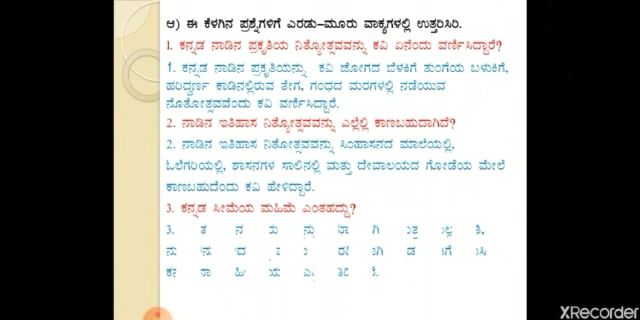 ಆ) ಈ ಕೆಳಗಿನ ಪ್ರಶ್ನೆಗಳಿಗೆ ಎರಡು–ಮೂರು ವಾಕ್ಯಗಳಲ್ಲಿ ಉತ್ತರಿಸಿರಿ.
1. ಕನ್ನಡ ನಾಡಿನ ಪ್ರಕೃತಿಯ ನಿತ್ಯೋತ್ಸವವನ್ನು ಕವಿ ಏನೆಂದು ವರ್ಣಿಸಿದ್ದಾರೆ?
1. ಕನ್ನಡ ನಾಡಿನ ಪ್ರಕೃತಿಯನ್ನು ಕವಿ ಜೋಗದ ಬೆಳಕಿಗೆ ತುಂಗೆಯ ಬಳುಕಿಗೆ,
ಹರಿದ್ವರ್ಣ ಕಾಡಿನಲ್ಲಿರುವ ತೇಗ, ಗಂಧದ ಮರಗಳಲ್ಲಿ ನಡೆಯುವ
ನಿತೋತ್ಸವವೆಂದು ಕವಿ ವರ್ಣಿಸಿದ್ದಾರೆ.
2. ನಾಡಿನ ಇತಿಹಾಸ ನಿತ್ಯೋತ್ಸವವನ್ನು ಎಲ್ಲೆಲ್ಲಿ ಕಾಣಬಹುದಾಗಿದೆ?
2. ನಾಡಿನ ಇತಿಹಾಸ ನಿತೋತ್ಸವವನ್ನು ಸಿಂಹಾಸನದ ಮಾಲೆಯಲ್ಲಿ,
ಓಲೆಗರಿಯಲ್ಲಿ, ಶಾಸನಗಳ ಸಾಲಿನಲ್ಲಿ ಮತ್ತು ದೇವಾಲಯದ ಗೋಡೆಯ ಮೇಲೆ
ಕಾಣಬಹುದೆಂದು ಕವಿ ಹೇಳಿದ್ದಾರೆ.
3. ಕನ್ನಡ ಸೀಮೆಯ ಮಹಿಮೆ ಎಂತಹದ್ದು?
3.
XRecorder